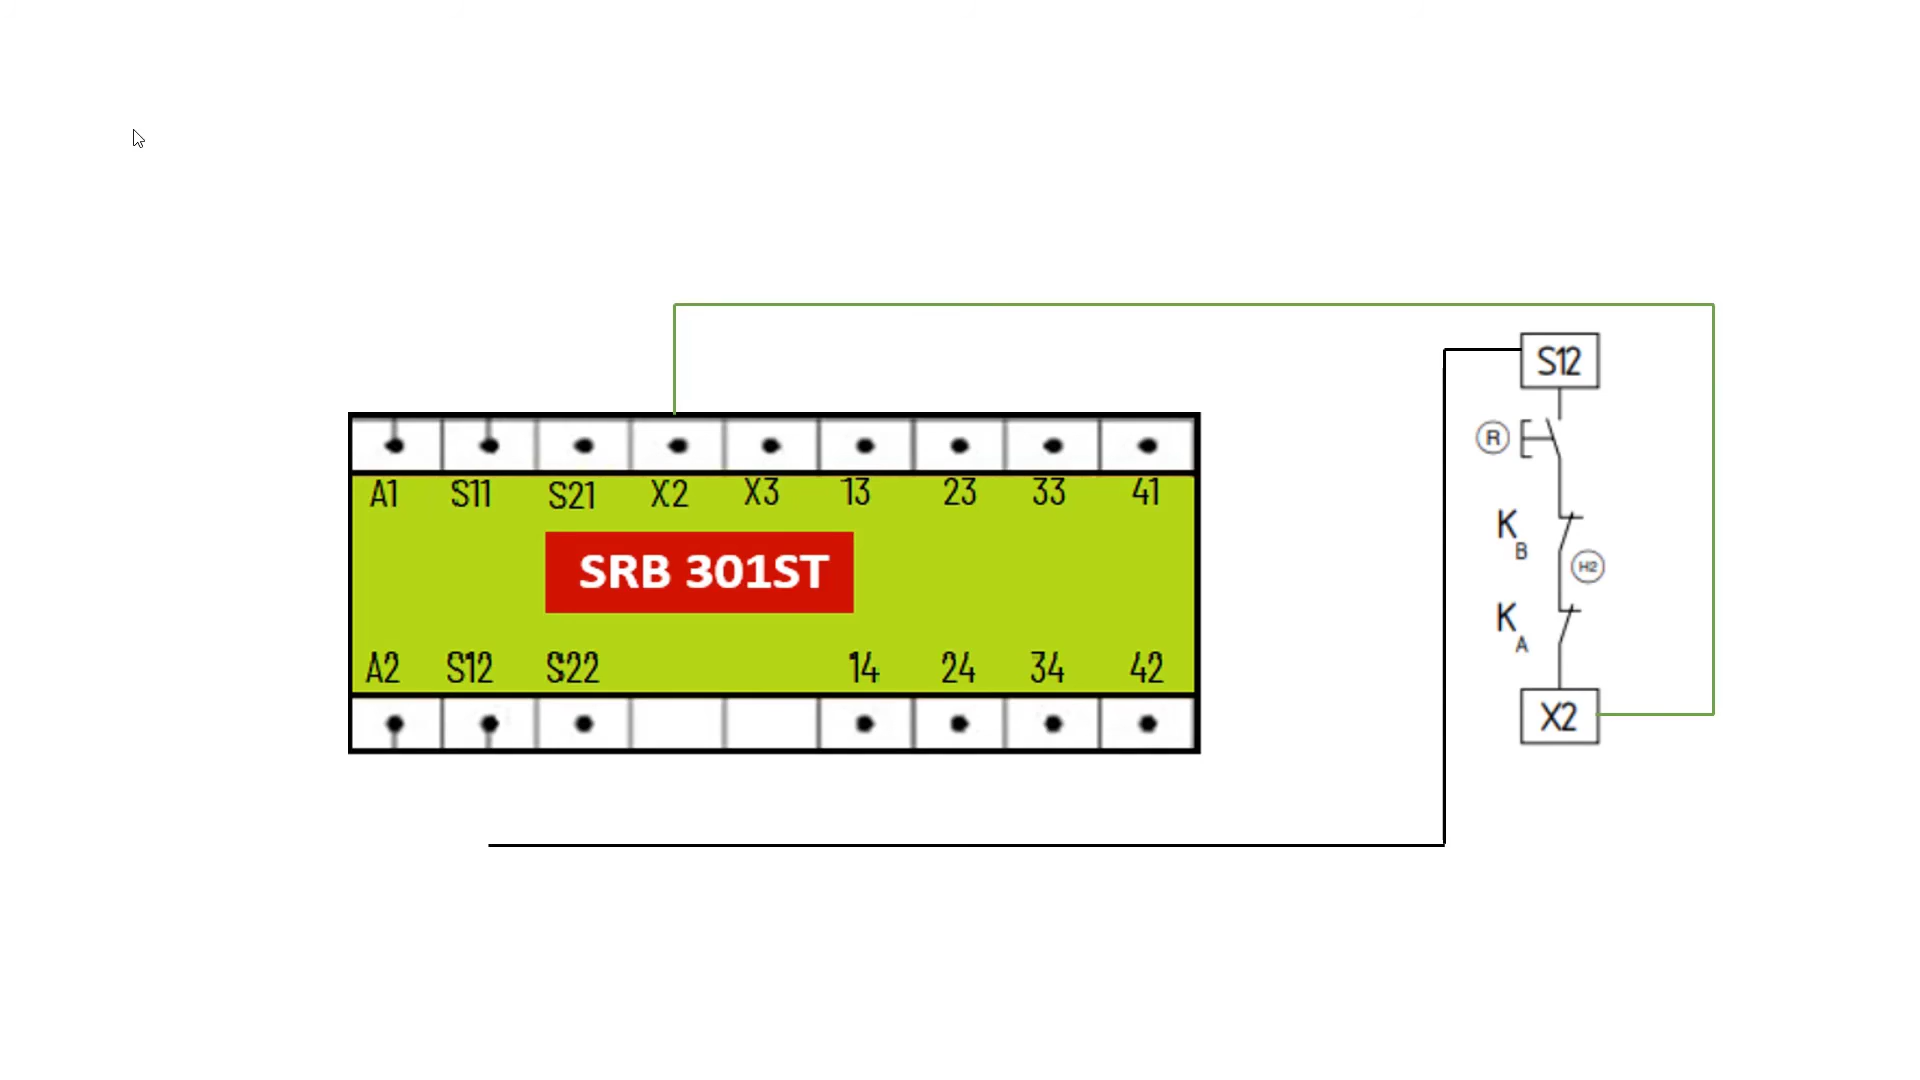 A1 S11 S21 X2 X3 13 23 33 41
SRB 301ST
A2 S12 S22 14 24 34 42
S12
R
K B
H2
K A
X2